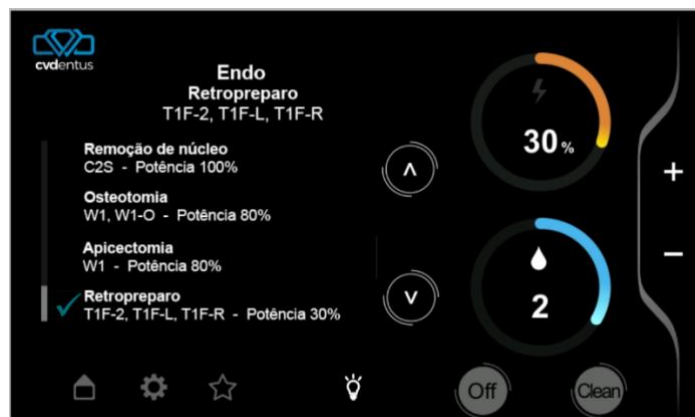 cvdentus
Endo
Retropreparo
T1F-2, T1F-L, T1F-R
Remoção de núcleo
C2S - Potência 100%
Osteotomia
W1, W1-O - Potência 80%
Apicectomia
W1 - Potência 80%
Retropreparo
T1F-2, T1F-L, T1F-R - Potência 30%
30%
2
+
−
Off
Clean